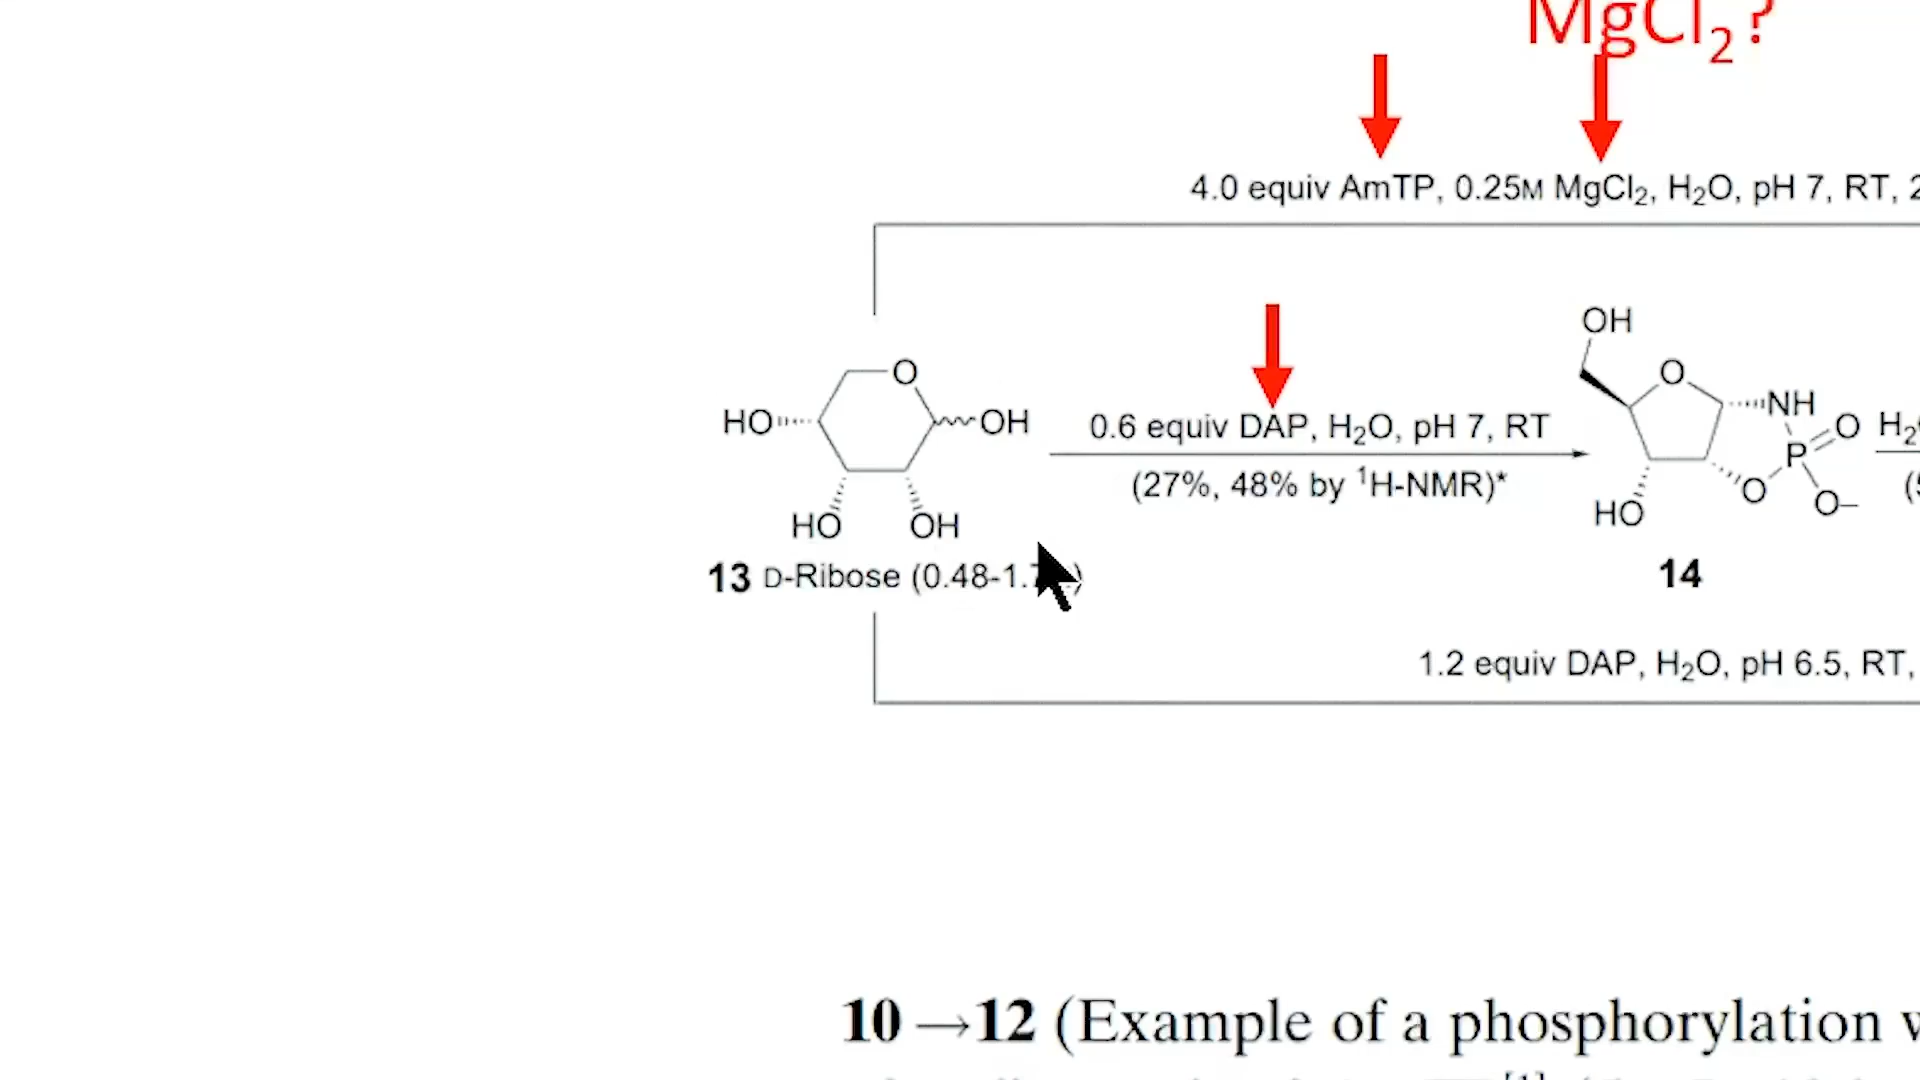 MgCl2?
4.0 equiv AmTP, 0.25M MgCl2, H2O, pH 7, RT, 2
OH
O
NH
O
HO
O
OH
0.6 equiv DAP, H2O, pH 7, RT
P
H2
(27%, 48% by 1H-NMR)*
O
O–
HO
HO
OH
13 D-Ribose (0.48-1.
14
1.2 equiv DAP, H2O, pH 6.5, RT,
10 →12 (Example of a phosphorylation